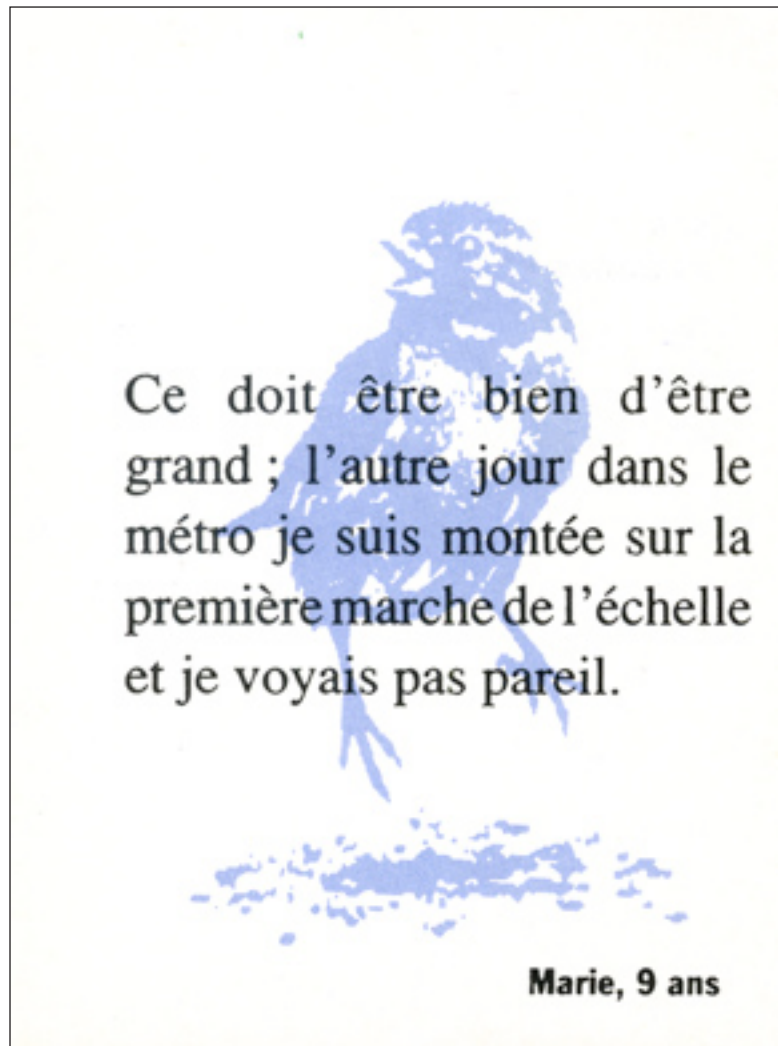 Ce doit être bien d’être
grand ; l’autre jour dans le
métro je suis montée sur la
première marche de l’échelle
et je voyais pas pareil.
Marie, 9 ans